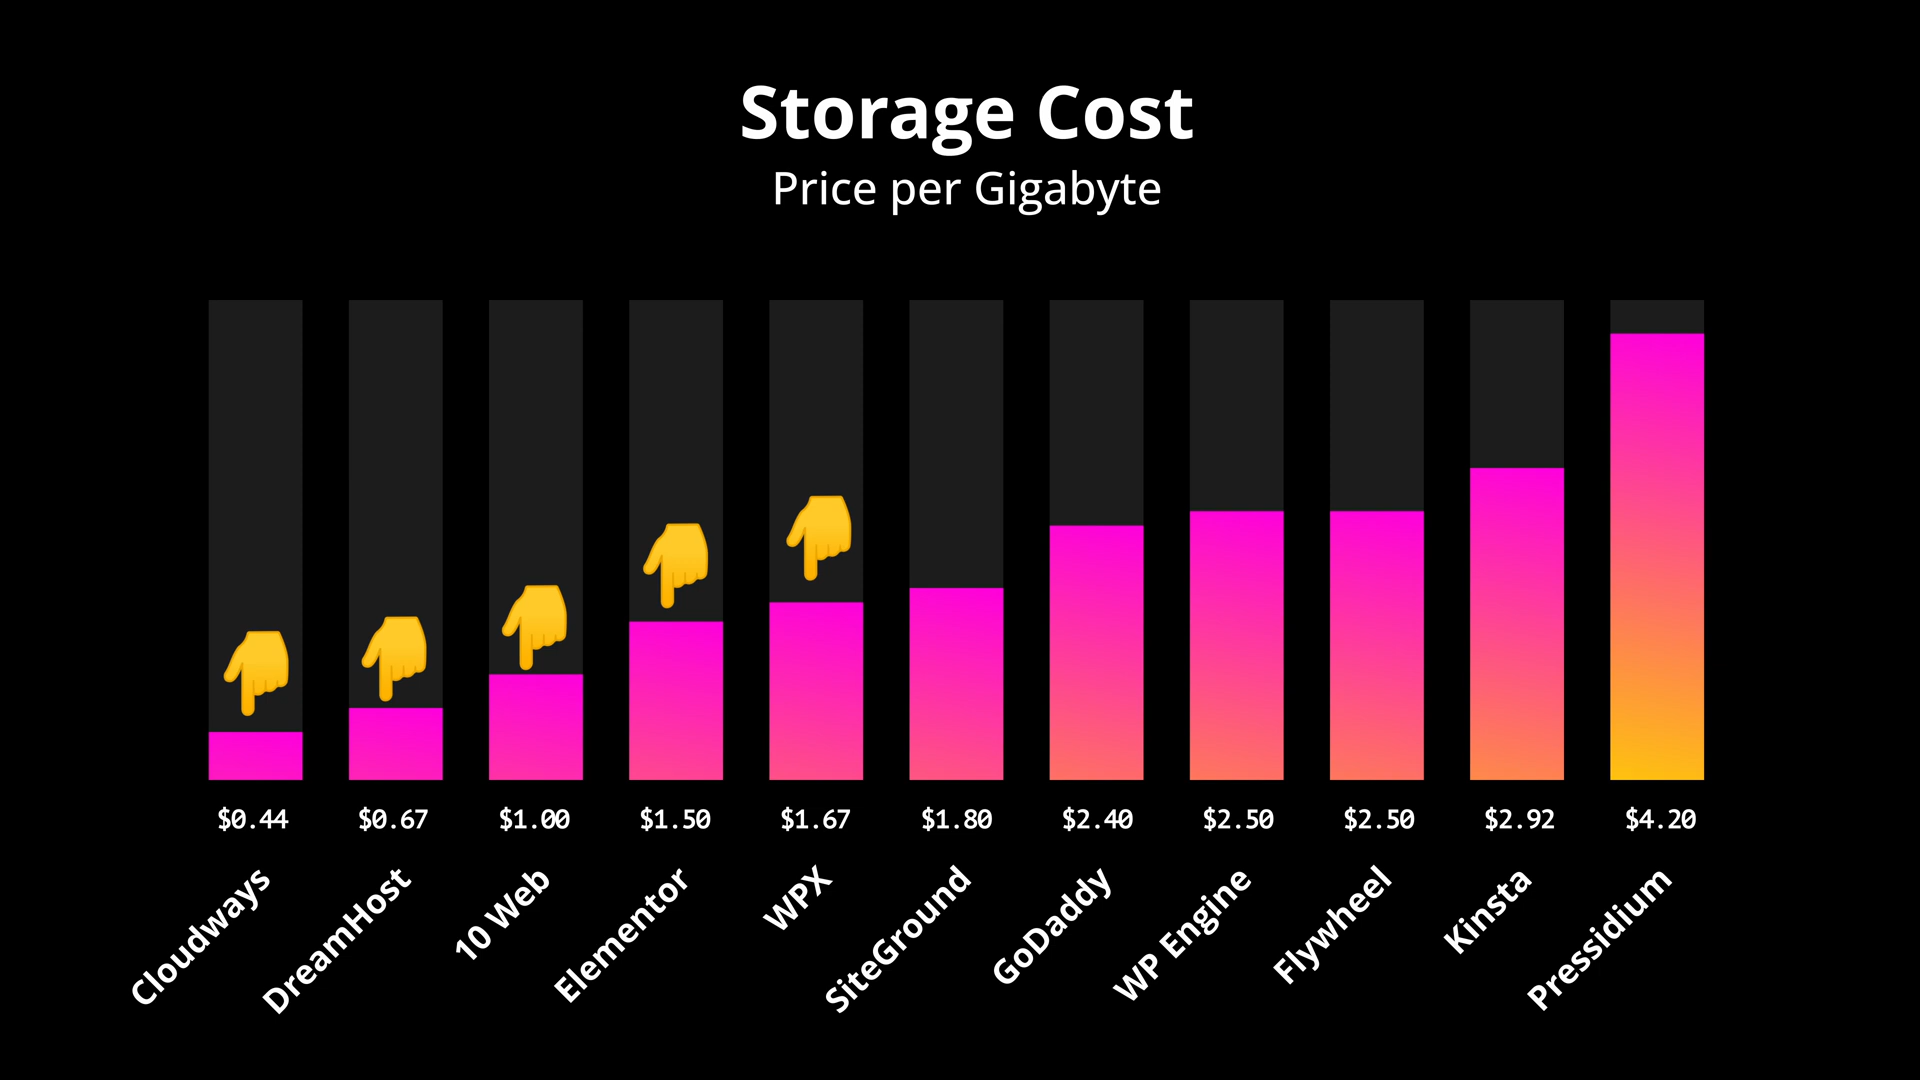 Storage Cost
Price per Gigabyte
$0.44 $0.67 $1.00 $1.50 $1.67 $1.80 $2.40 $2.50 $2.50 $2.92 $4.20
Cloudways DreamHost 10 Web Elementor WPX SiteGround GoDaddy WP Engine Flywheel Kinsta Pressidium